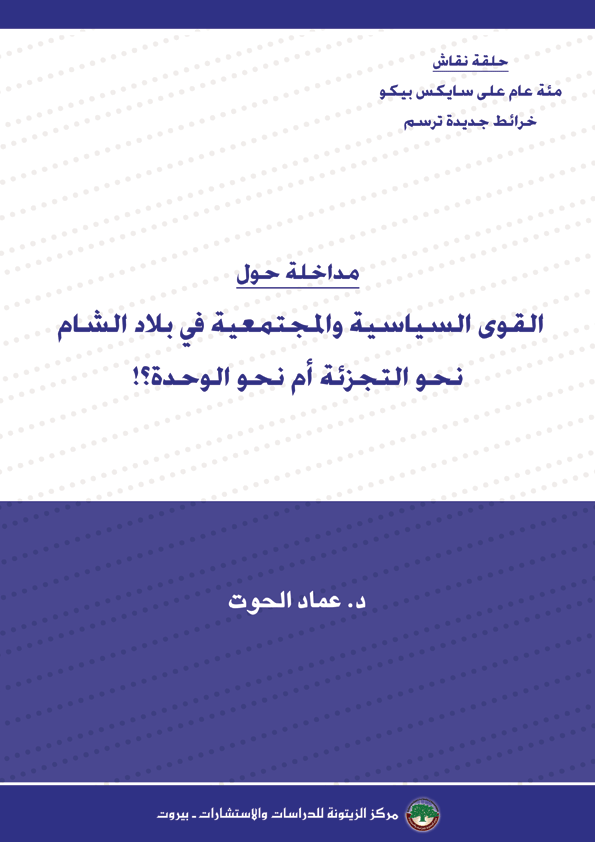 حلقة نقاش
مئة عام على سايكس بيكو
خرائط جديدة ترسم
مداخلة حول
القوى السياسية والمجتمعية في بلاد الشام
نحو التجزئة أم نحو الوحدة؟!
د. عماد الحوت
مركز الزيتونة للدراسات والاستشارات - بيروت